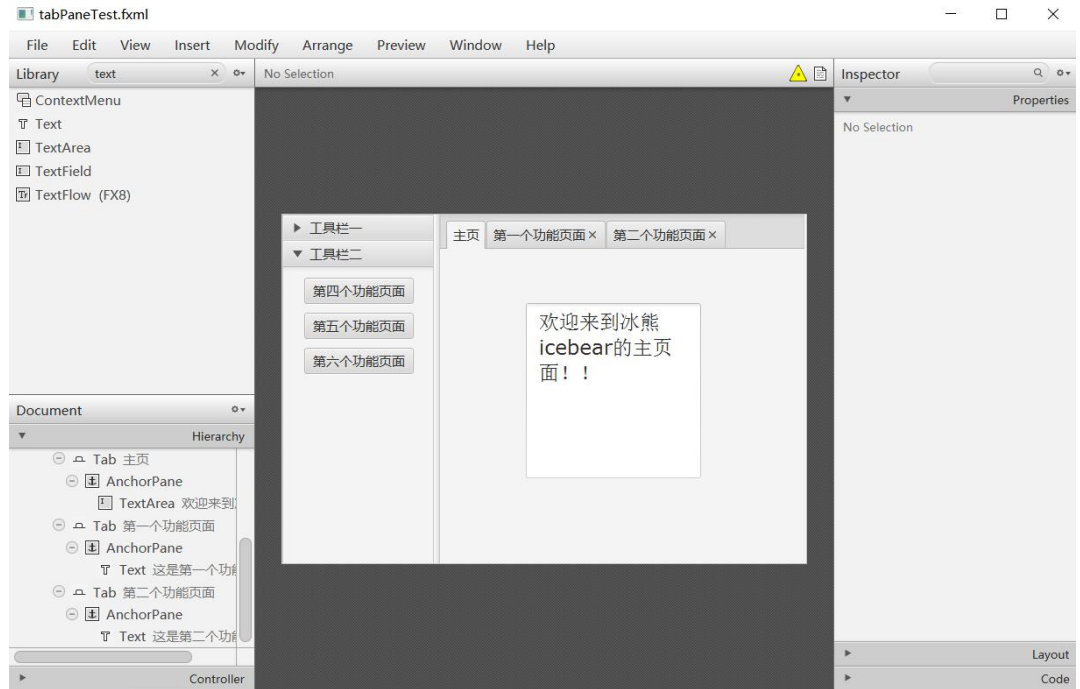 tabPaneTest.fxml
File Edit View Insert Modify Arrange Preview Window Help
Library text
ContextMenu
Text
TextArea
TextField
TextFlow (FX8)
Document
Hierarchy
Tab 主页
AnchorPane
TextArea 欢迎来到
Tab 第一个功能页面
AnchorPane
Text 这是第一个功
Tab 第二个功能页面
AnchorPane
Text 这是第二个功
Controller
No Selection
工具栏一
工具栏二
第四个功能页面
第五个功能页面
第六个功能页面
主页 第一个功能页面 第二个功能页面
欢迎来到冰熊
icebear的主页
面！！
Inspector
Properties
No Selection
Layout
Code